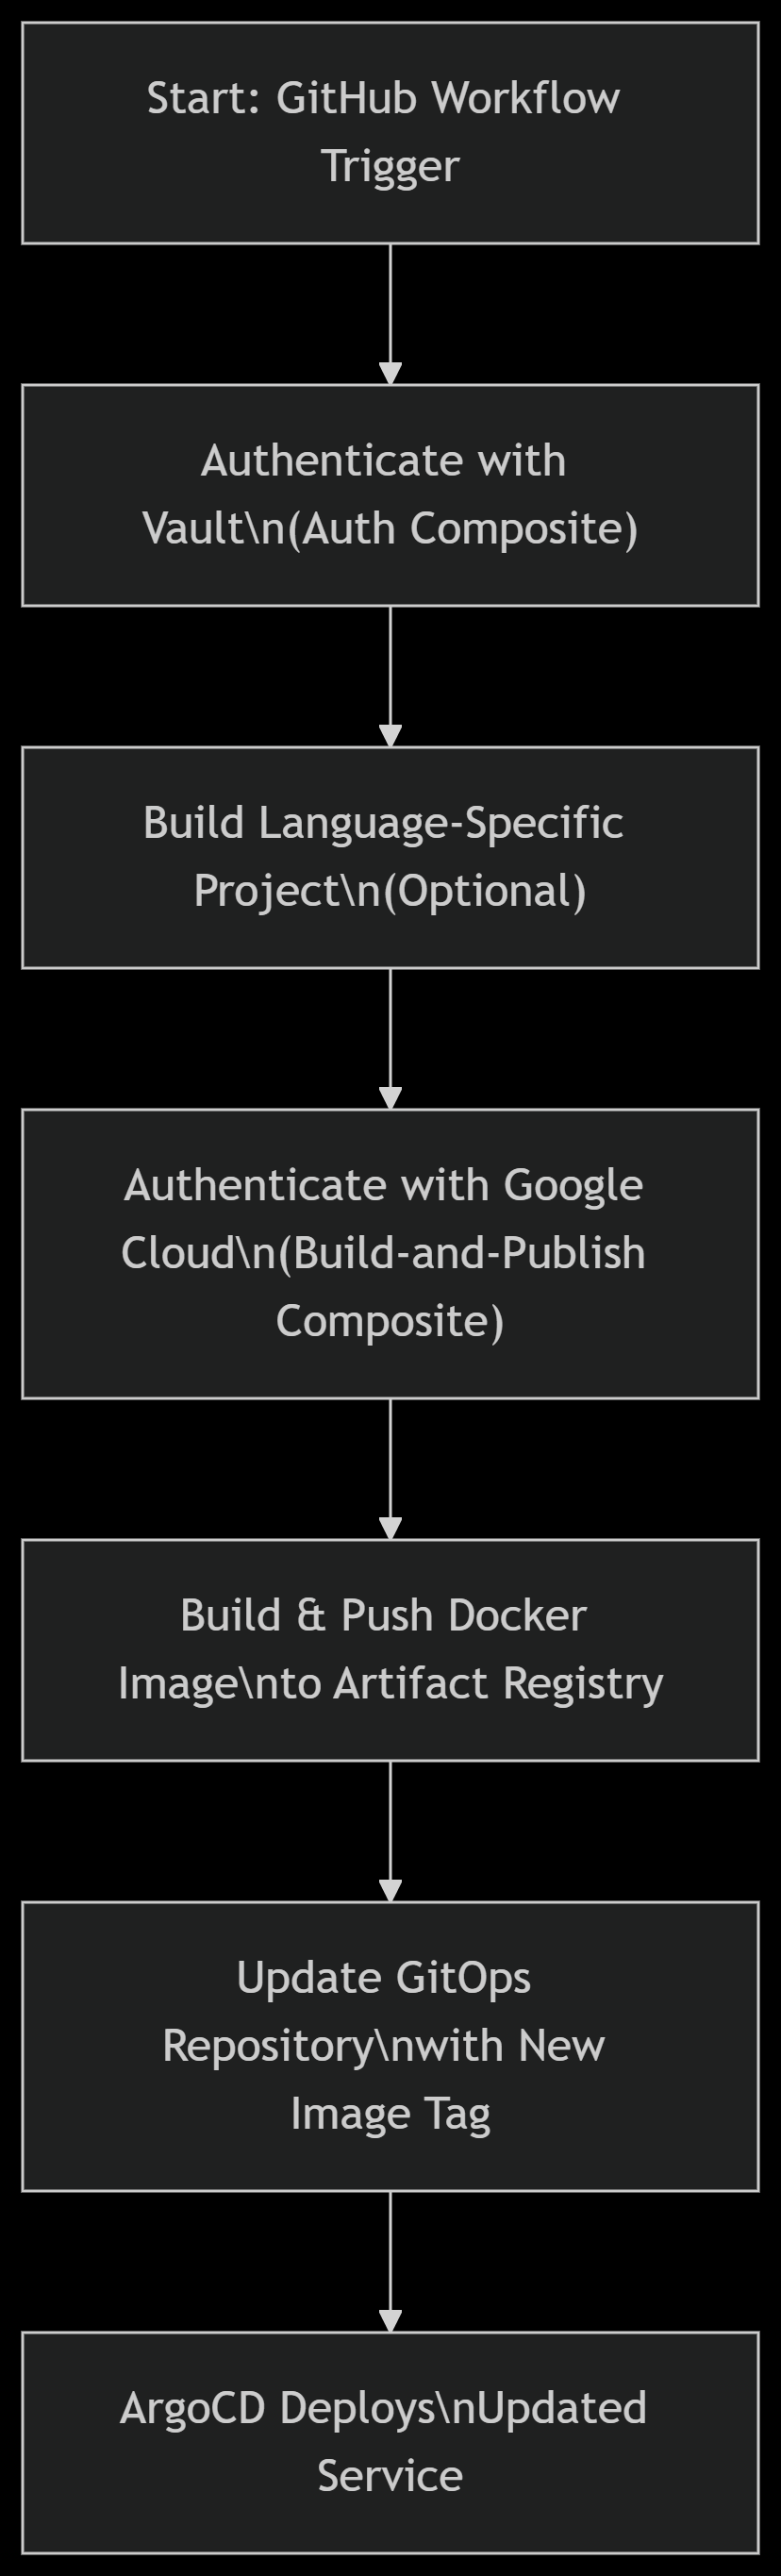 Start: GitHub Workflow
Trigger
Authenticate with
Vault\n(Auth Composite)
Build Language-Specific
Project\n(Optional)
Authenticate with Google
Cloud\n(Build-and-Publish
Composite)
Build & Push Docker
Image\nto Artifact Registry
Update GitOps
Repository\nwith New
Image Tag
ArgoCD Deploys\nUpdated
Service